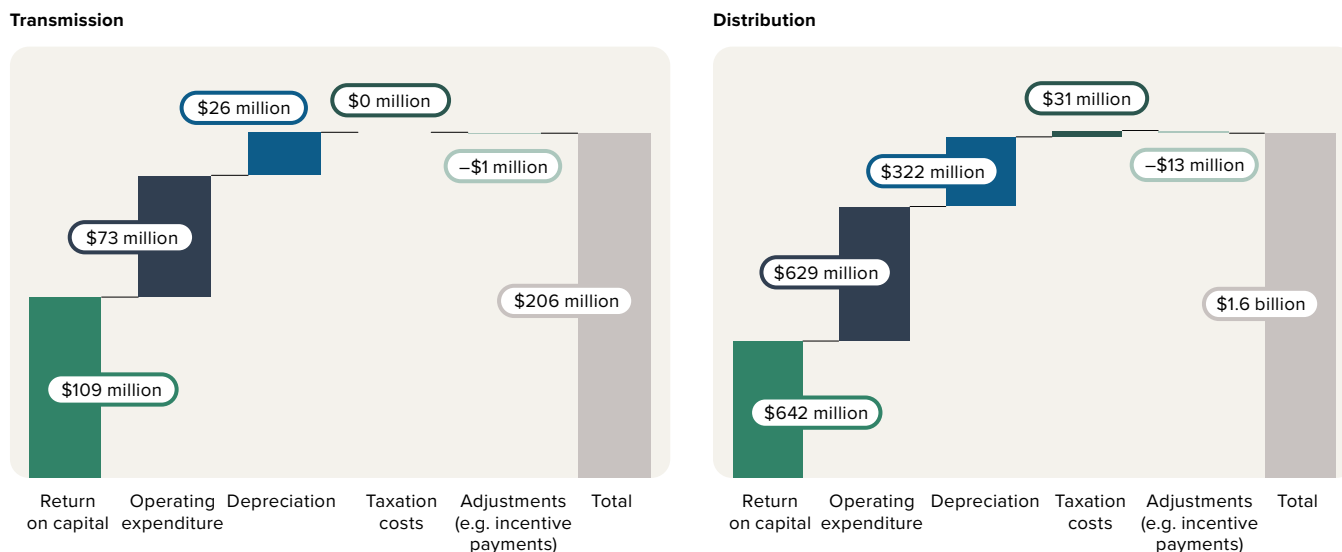 Transmission
$26 million
$0 million
–$1 million
$73 million
$206 million
$109 million
Return
on capital
Operating
expenditure
Depreciation
Taxation
costs
Adjustments
(e.g. incentive
payments)
Total
Distribution
$31 million
–$13 million
$322 million
$629 million
$1.6 billion
$642 million
Return
on capital
Operating
expenditure
Depreciation
Taxation
costs
Adjustments
(e.g. incentive
payments)
Total